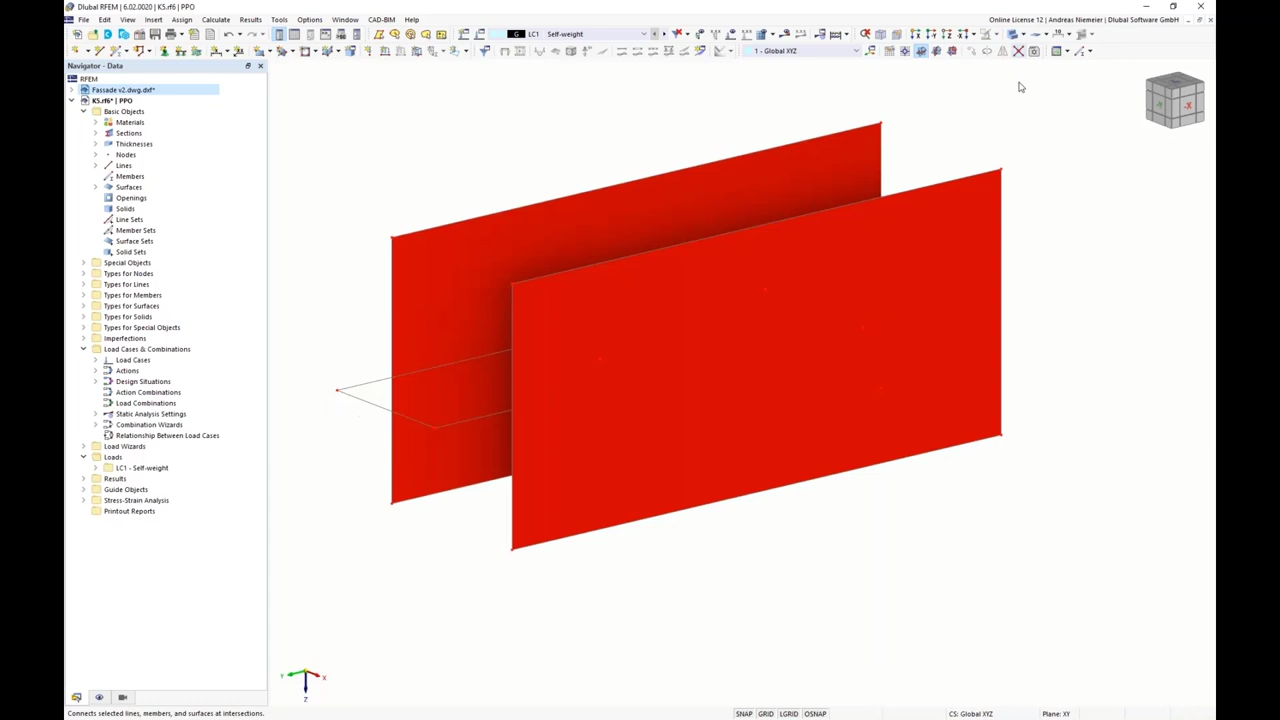 Dlubal RFEM | 6.02.0020 | K5.rf6* | PPO
File Edit View Insert Assign Calculate Results Tools Options Window CAD-BIM Help
Online License 12 | Andreas Niemeier | Dlubal Software GmbH
G LC1 Self-weight
1 - Global XYZ
Navigator - Data
RFEM
Fassade v2.dwg.dxf*
K5.rf6* | PPO
Basic Objects
Materials
Sections
Thicknesses
Nodes
Lines
Members
Surfaces
Openings
Solids
Line Sets
Member Sets
Surface Sets
Solid Sets
Special Objects
Types for Nodes
Types for Lines
Types for Members
Types for Surfaces
Types for Solids
Types for Special Objects
Imperfections
Load Cases & Combinations
Load Cases
Actions
Design Situations
Action Combinations
Load Combinations
Static Analysis Settings
Combination Wizards
Relationship Between Load Cases
Load Wizards
Loads
LC1 - Self-weight
Results
Guide Objects
Stress-Strain Analysis
Printout Reports
-Y
-X
Y
X
Z
Connects selected lines, members, and surfaces at intersections.
SNAP GRID LGRID OSNAP
CS: Global XYZ
Plane: XY